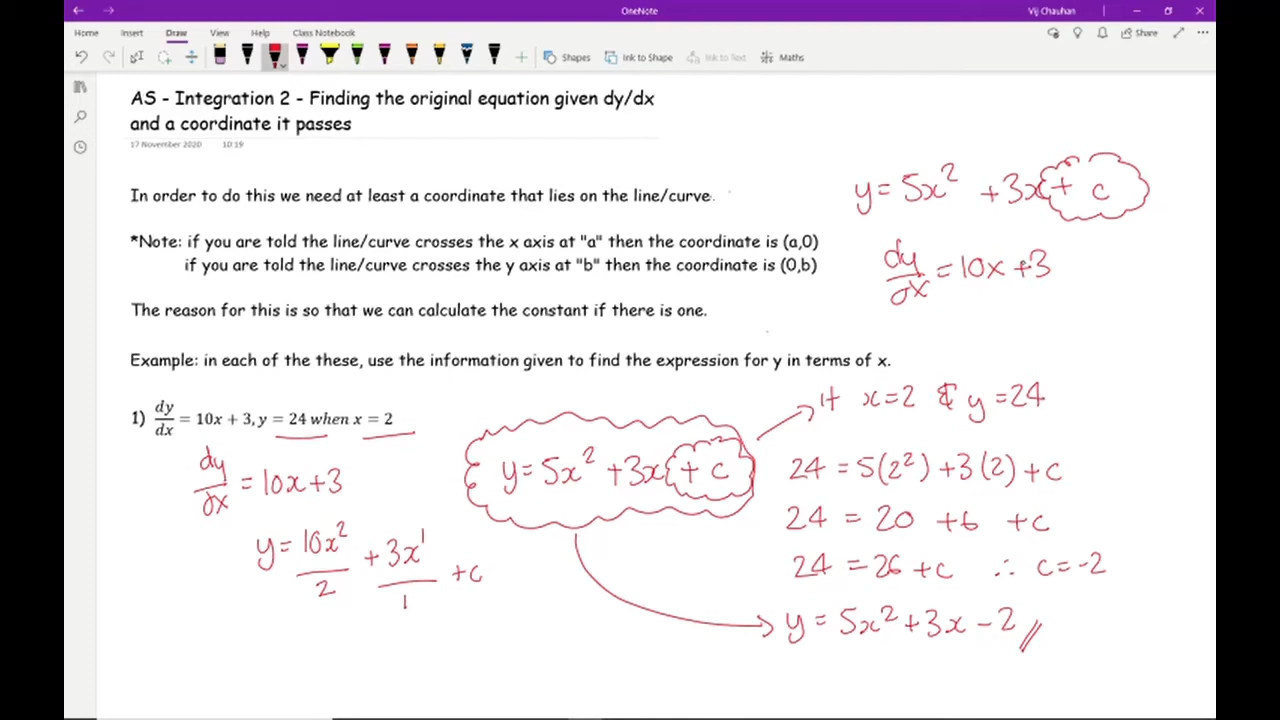 OneNote
Vij Chauhan
Home Insert Draw View Help Class Notebook
Share
Shapes Ink to Shape Ink to Text Maths
AS - Integration 2 - Finding the original equation given dy/dx
and a coordinate it passes
17 November 2020 10:19
In order to do this we need at least a coordinate that lies on the line/curve.
*Note: if you are told the line/curve crosses the x axis at "a" then the coordinate is (a,0)
if you are told the line/curve crosses the y axis at "b" then the coordinate is (0,b)
The reason for this is so that we can calculate the constant if there is one.
Example: in each of the these, use the information given to find the expression for y in terms of x.
y = 5x² + 3x + c
dy/dx = 10x + 3
1) dy/dx = 10x + 3, y = 24 when x = 2
dy/dx = 10x + 3
y = 10x²/2 + 3x¹/1 + c
y = 5x² + 3x + c
If x = 2 & y = 24
24 = 5(2²) + 3(2) + c
24 = 20 + 6 + c
24 = 26 + c ∴ c = -2
y = 5x² + 3x - 2 //